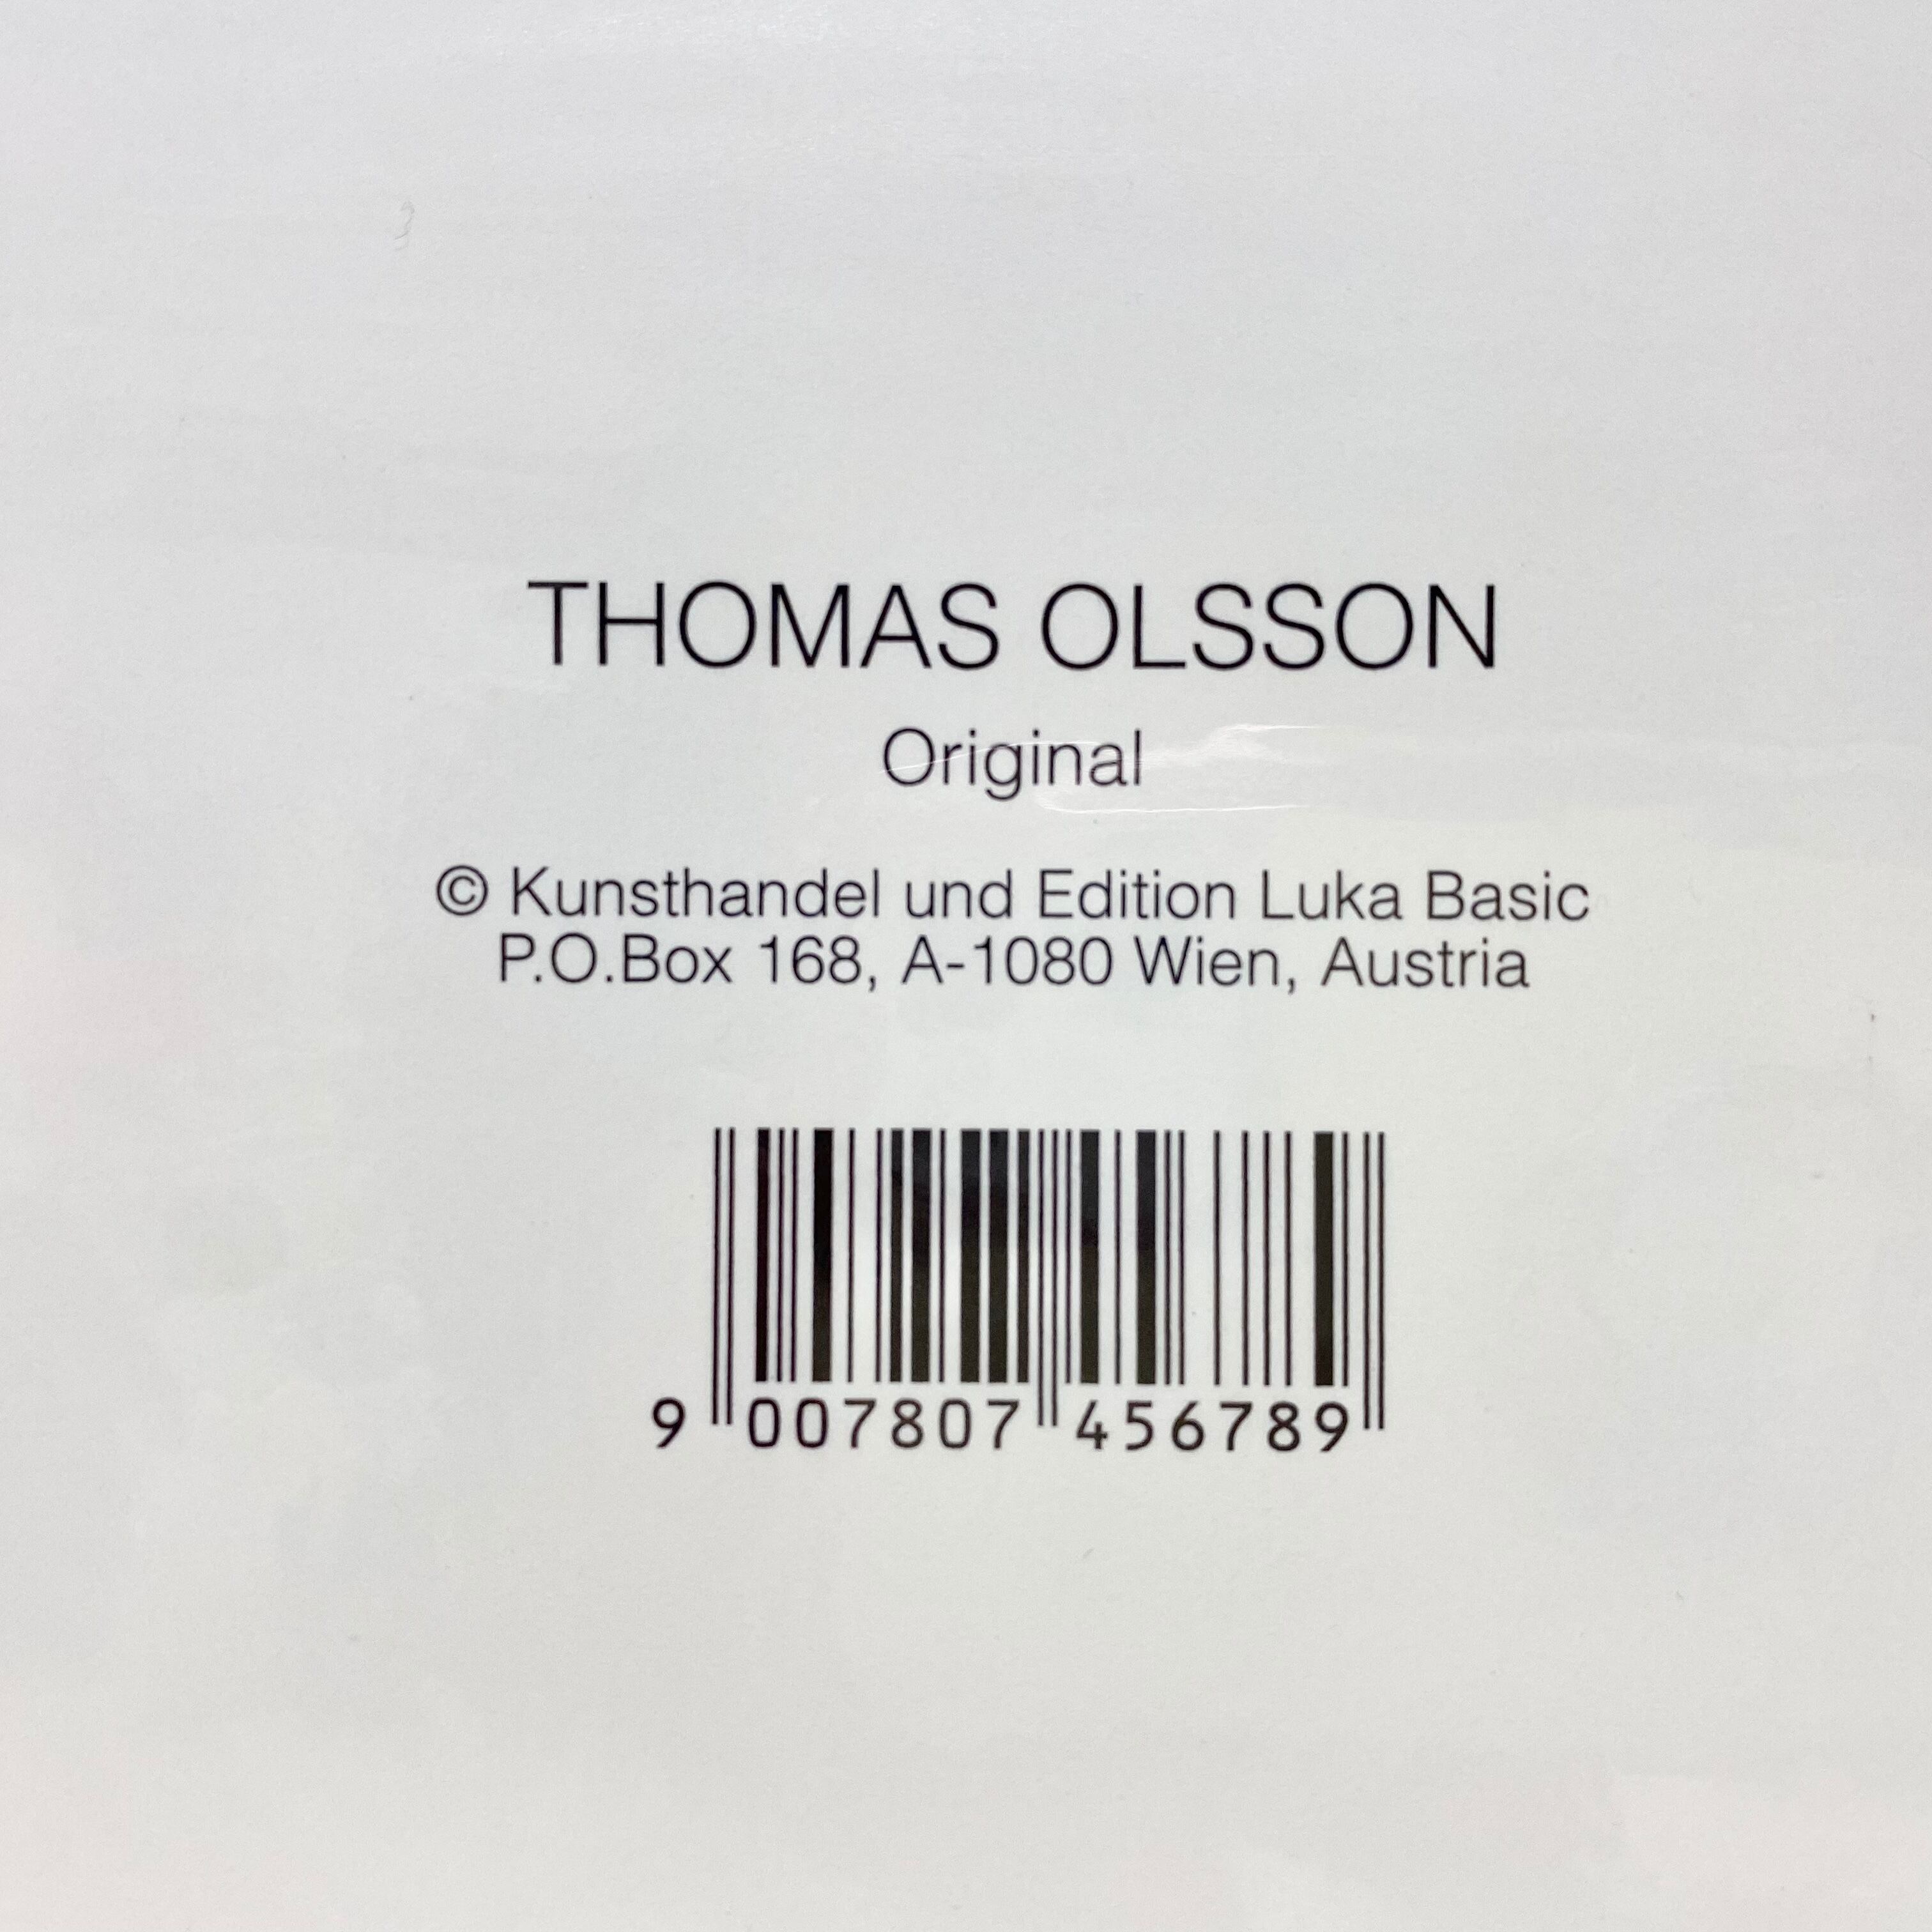 THOMAS OLSSON
Original
© Kunsthandel und Edition Luka Basic
P.O.Box 168, A-1080 Wien, Austria
9 007807 456789